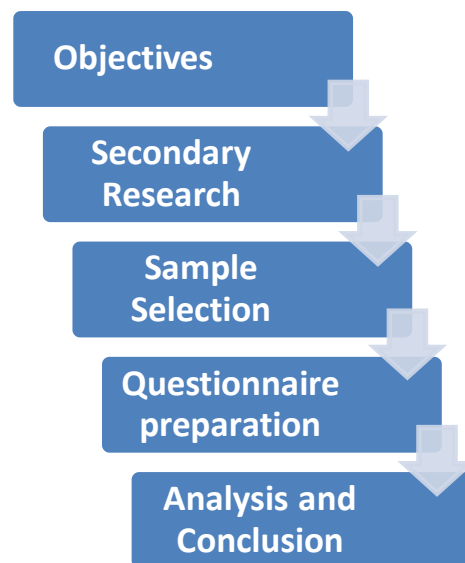 Objectives
Secondary
Research
Sample
Selection
Questionnaire
preparation
Analysis and
Conclusion